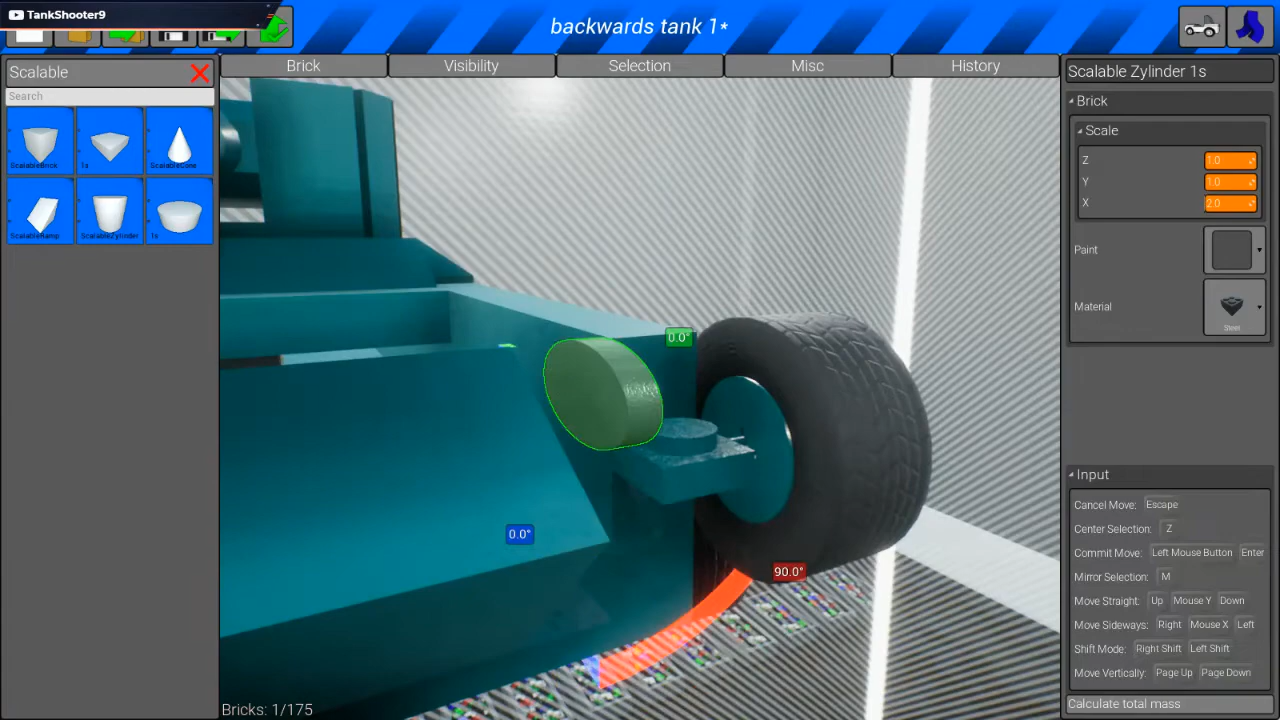 TankShooter9
backwards tank 1*
Scalable
Search
ScalableBrick
1s
ScalableCone
ScalableRamp
ScalableZylinder
1s
Brick
Visibility
Selection
Misc
History
Scalable Zylinder 1s
Brick
Scale
Z 1.0
Y 1.0
X 2.0
Paint
Material
Steel
0.0°
0.0°
90.0°
Input
Cancel Move: Escape
Center Selection: Z
Commit Move: Left Mouse Button Enter
Mirror Selection: M
Move Straight: Up Mouse Y Down
Move Sideways: Right Mouse X Left
Shift Mode: Right Shift Left Shift
Move Vertically: Page Up Page Down
Calculate total mass
Bricks: 1/175